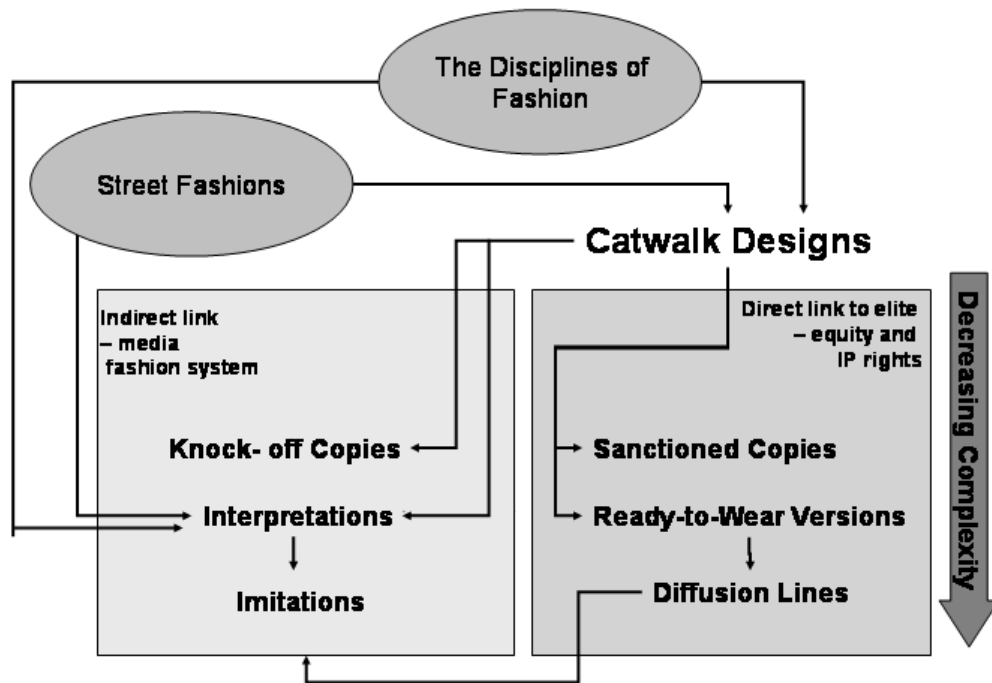 The Disciplines of
Fashion
Street Fashions
Catwalk Designs
Indirect link
– media
fashion system
Direct link to elite
– equity and
IP rights
Knock- off Copies
Sanctioned Copies
Interpretations
Ready-to-Wear Versions
Imitations
Diffusion Lines
Decreasing Complexity